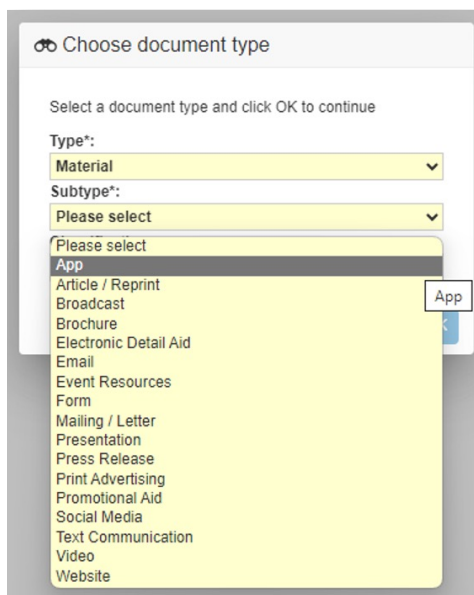 Choose document type
Select a document type and click OK to continue
Type*:
Material
Subtype*:
Please select
Please select
App
Article / Reprint
Broadcast
Brochure
Electronic Detail Aid
Email
Event Resources
Form
Mailing / Letter
Presentation
Press Release
Print Advertising
Promotional Aid
Social Media
Text Communication
Video
Website
App